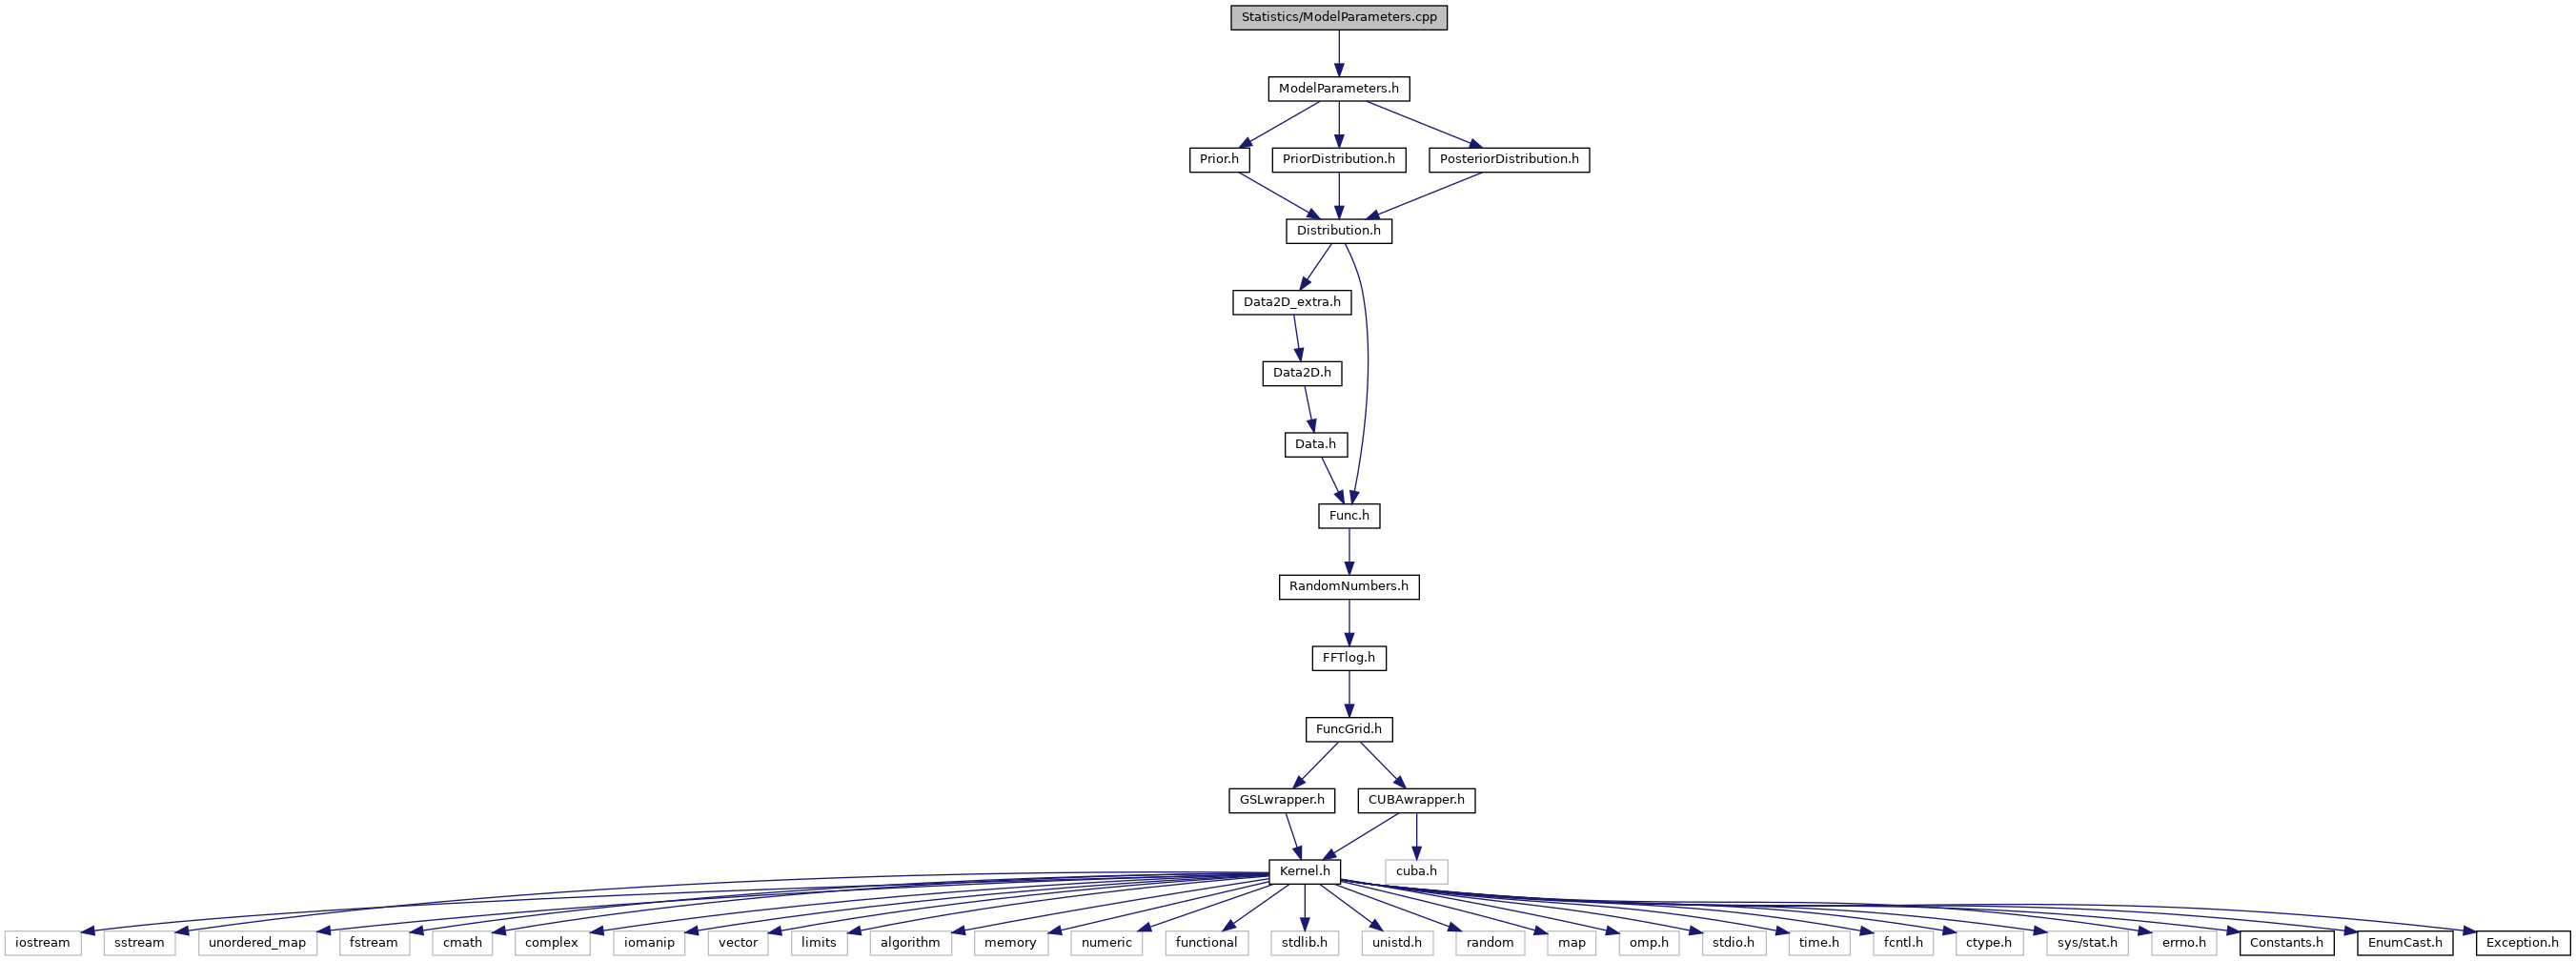 Statistics/ModelParameters.cpp
ModelParameters.h
Prior.h
PriorDistribution.h
PosteriorDistribution.h
Distribution.h
Data2D_extra.h
Data2D.h
Data.h
Func.h
RandomNumbers.h
FFTlog.h
FuncGrid.h
GSLwrapper.h
CUBAwrapper.h
Kernel.h
cuba.h
iostream
sstream
unordered_map
fstream
cmath
complex
iomanip
vector
limits
algorithm
memory
numeric
functional
stdlib.h
unistd.h
random
map
omp.h
stdio.h
time.h
fcntl.h
ctype.h
sys/stat.h
errno.h
Constants.h
EnumCast.h
Exception.h